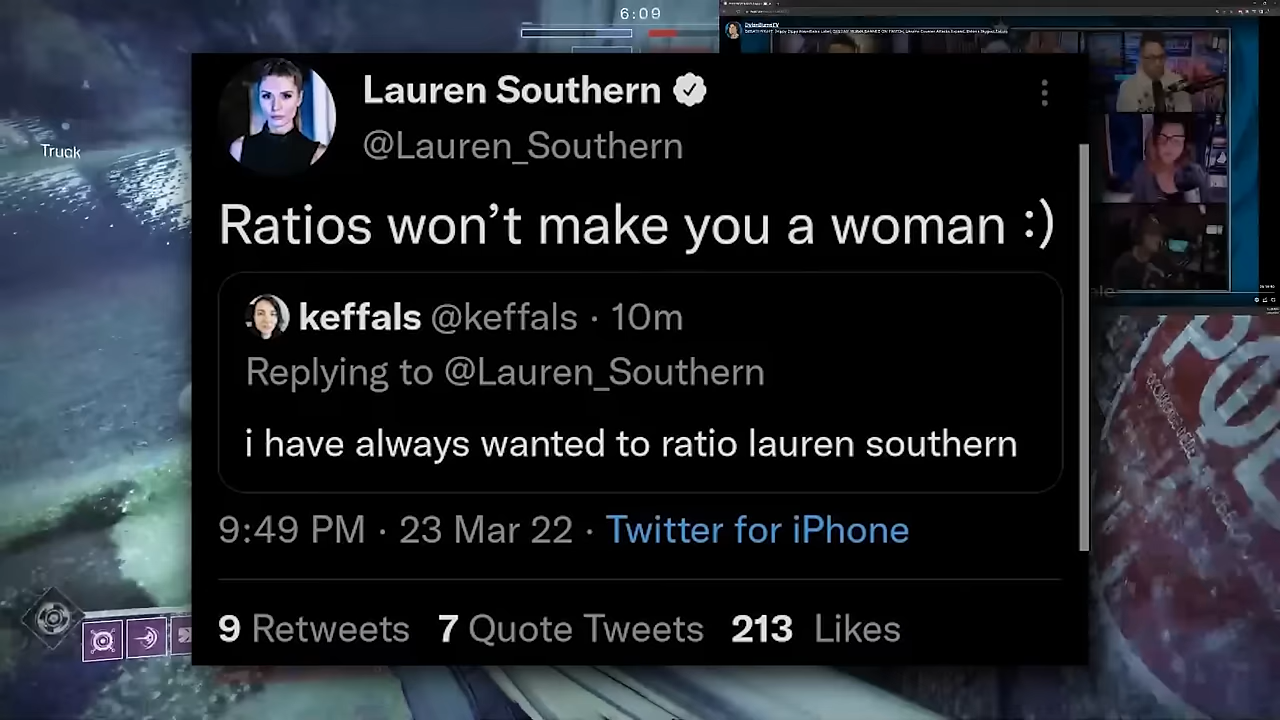 6:09
Truck
Lauren Southern
@Lauren_Southern
Ratios won’t make you a woman :)
keffals @keffals · 10m
Replying to @Lauren_Southern
i have always wanted to ratio lauren southern
9:49 PM · 23 Mar 22 · Twitter for iPhone
9 Retweets 7 Quote Tweets 213 Likes